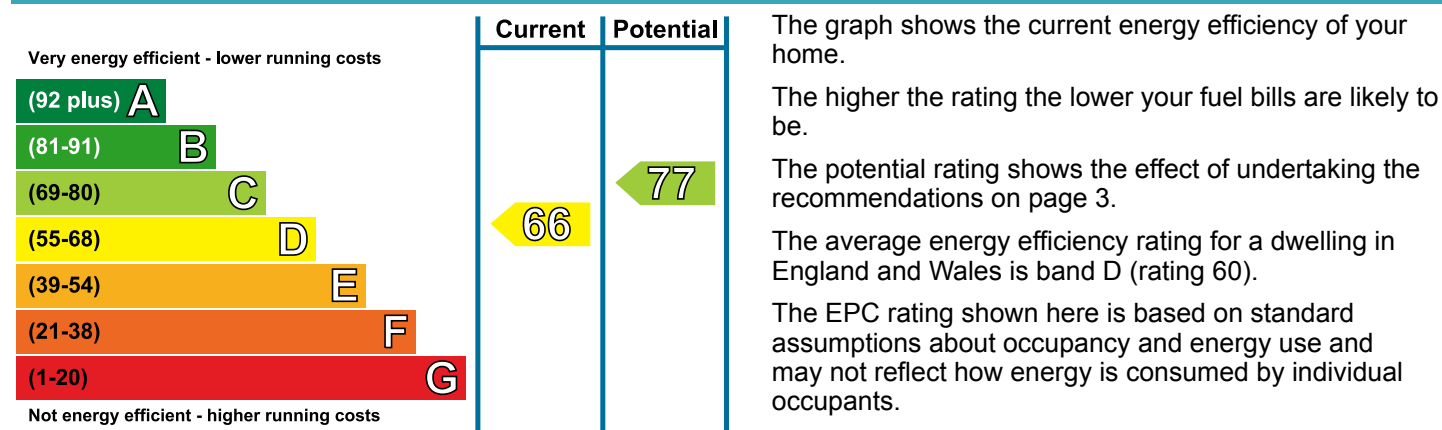 Current Potential
Very energy efficient - lower running costs
(92 plus) A
(81-91) B
(69-80) C
(55-68) D
(39-54) E
(21-38) F
(1-20) G
Not energy efficient - higher running costs
66
77
The graph shows the current energy efficiency of your
home.
The higher the rating the lower your fuel bills are likely to
be.
The potential rating shows the effect of undertaking the
recommendations on page 3.
The average energy efficiency rating for a dwelling in
England and Wales is band D (rating 60).
The EPC rating shown here is based on standard
assumptions about occupancy and energy use and
may not reflect how energy is consumed by individual
occupants.